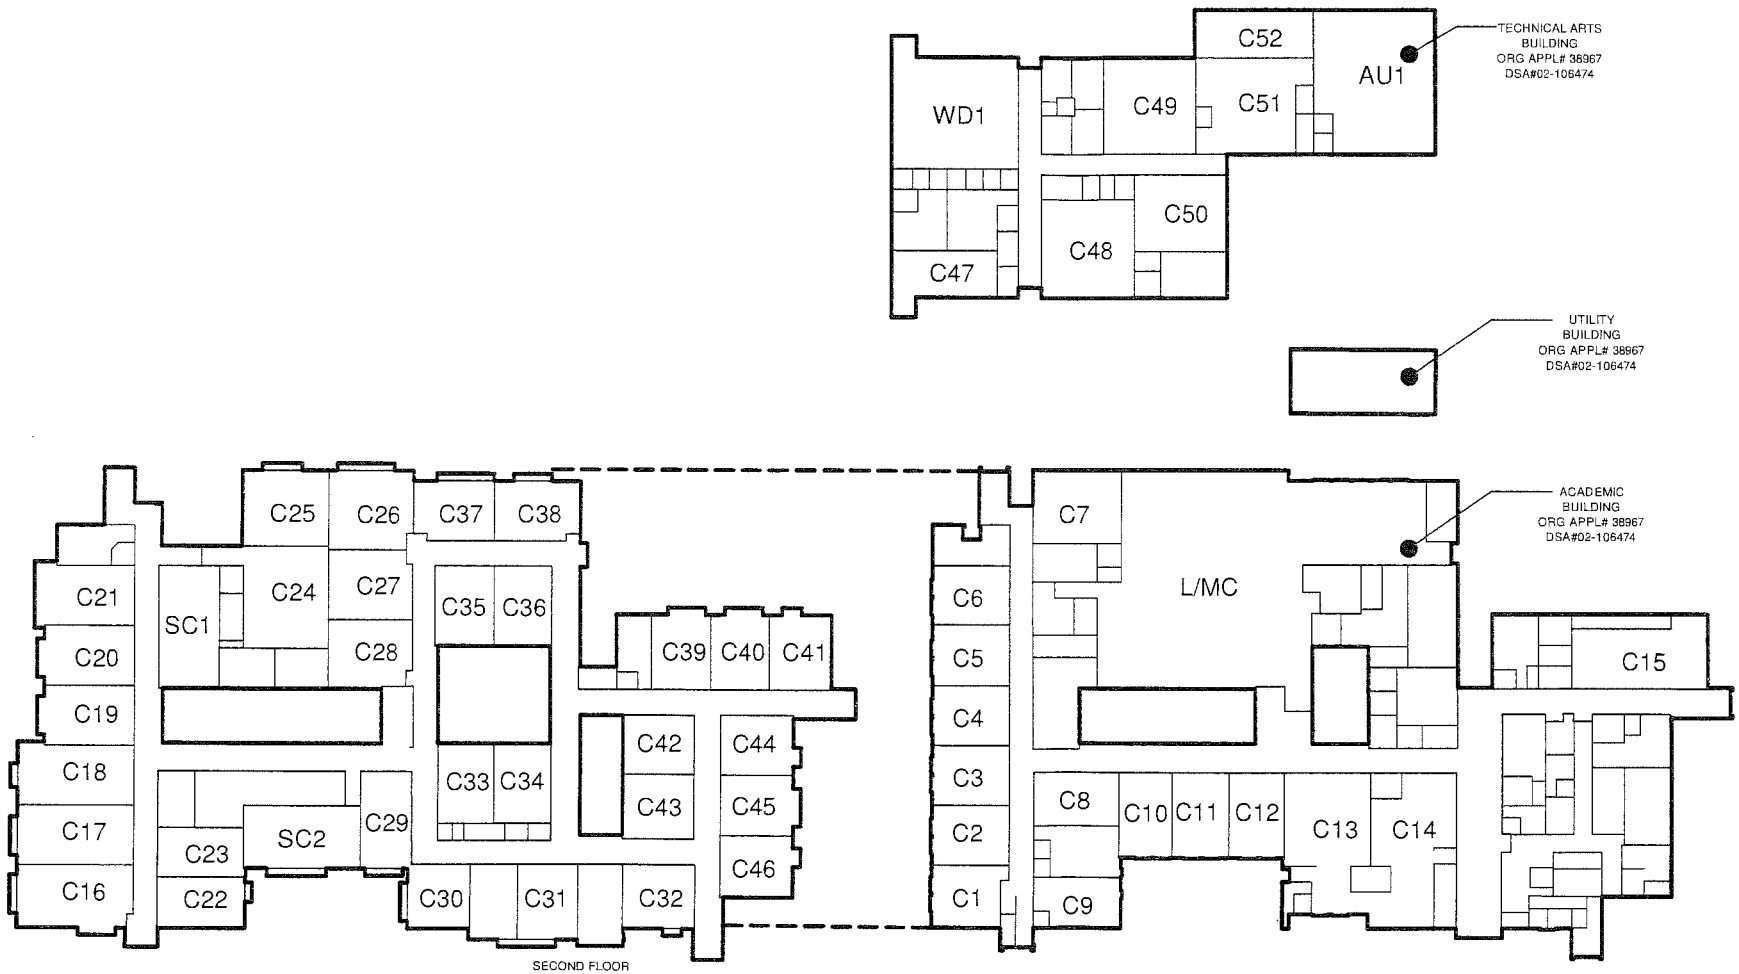 C52
TECHNICAL ARTS
BUILDING
ORG APPL# 38967
DSA#02-106474
AU1
WD1
C49
C51
C50
C48
C47
UTILITY
BUILDING
ORG APPL# 38967
DSA#02-106474
ACADEMIC
BUILDING
ORG APPL# 38967
DSA#02-106474
C25
C26
C37
C38
C7
C21
C24
C27
C35
C36
C6
L/MC
SC1
C20
C28
C39
C40
C41
C5
C15
C19
C42
C44
C4
C18
C33
C34
C3
C43
C45
C8
C10
C11
C12
C17
C29
C2
C13
C14
C23
SC2
C46
C16
C22
C30
C31
C32
C1
C9
SECOND FLOOR